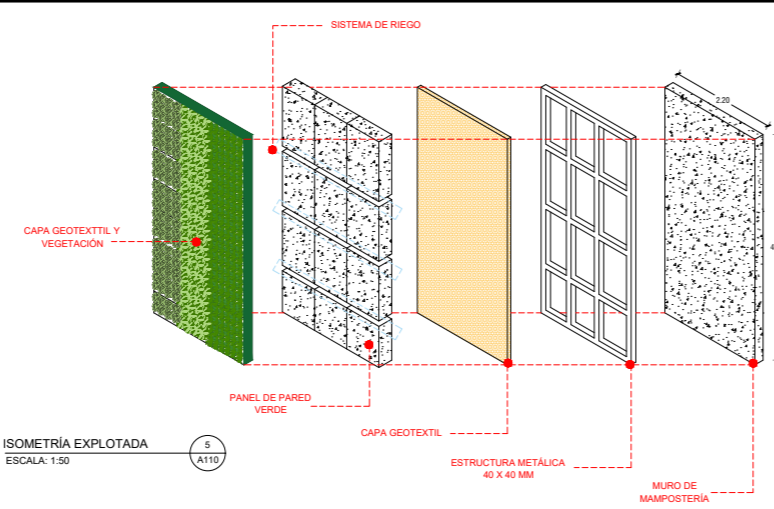 SISTEMA DE RIEGO
2.20
CAPA GEOTEXTTIL Y
VEGETACIÓN
4
PANEL DE PARED
VERDE
CAPA GEOTEXTIL
ESTRUCTURA METÁLICA
40 X 40 MM
MURO DE
MAMPOSTERÍA
ISOMETRÍA EXPLOTADA
ESCALA: 1:50
5
A110